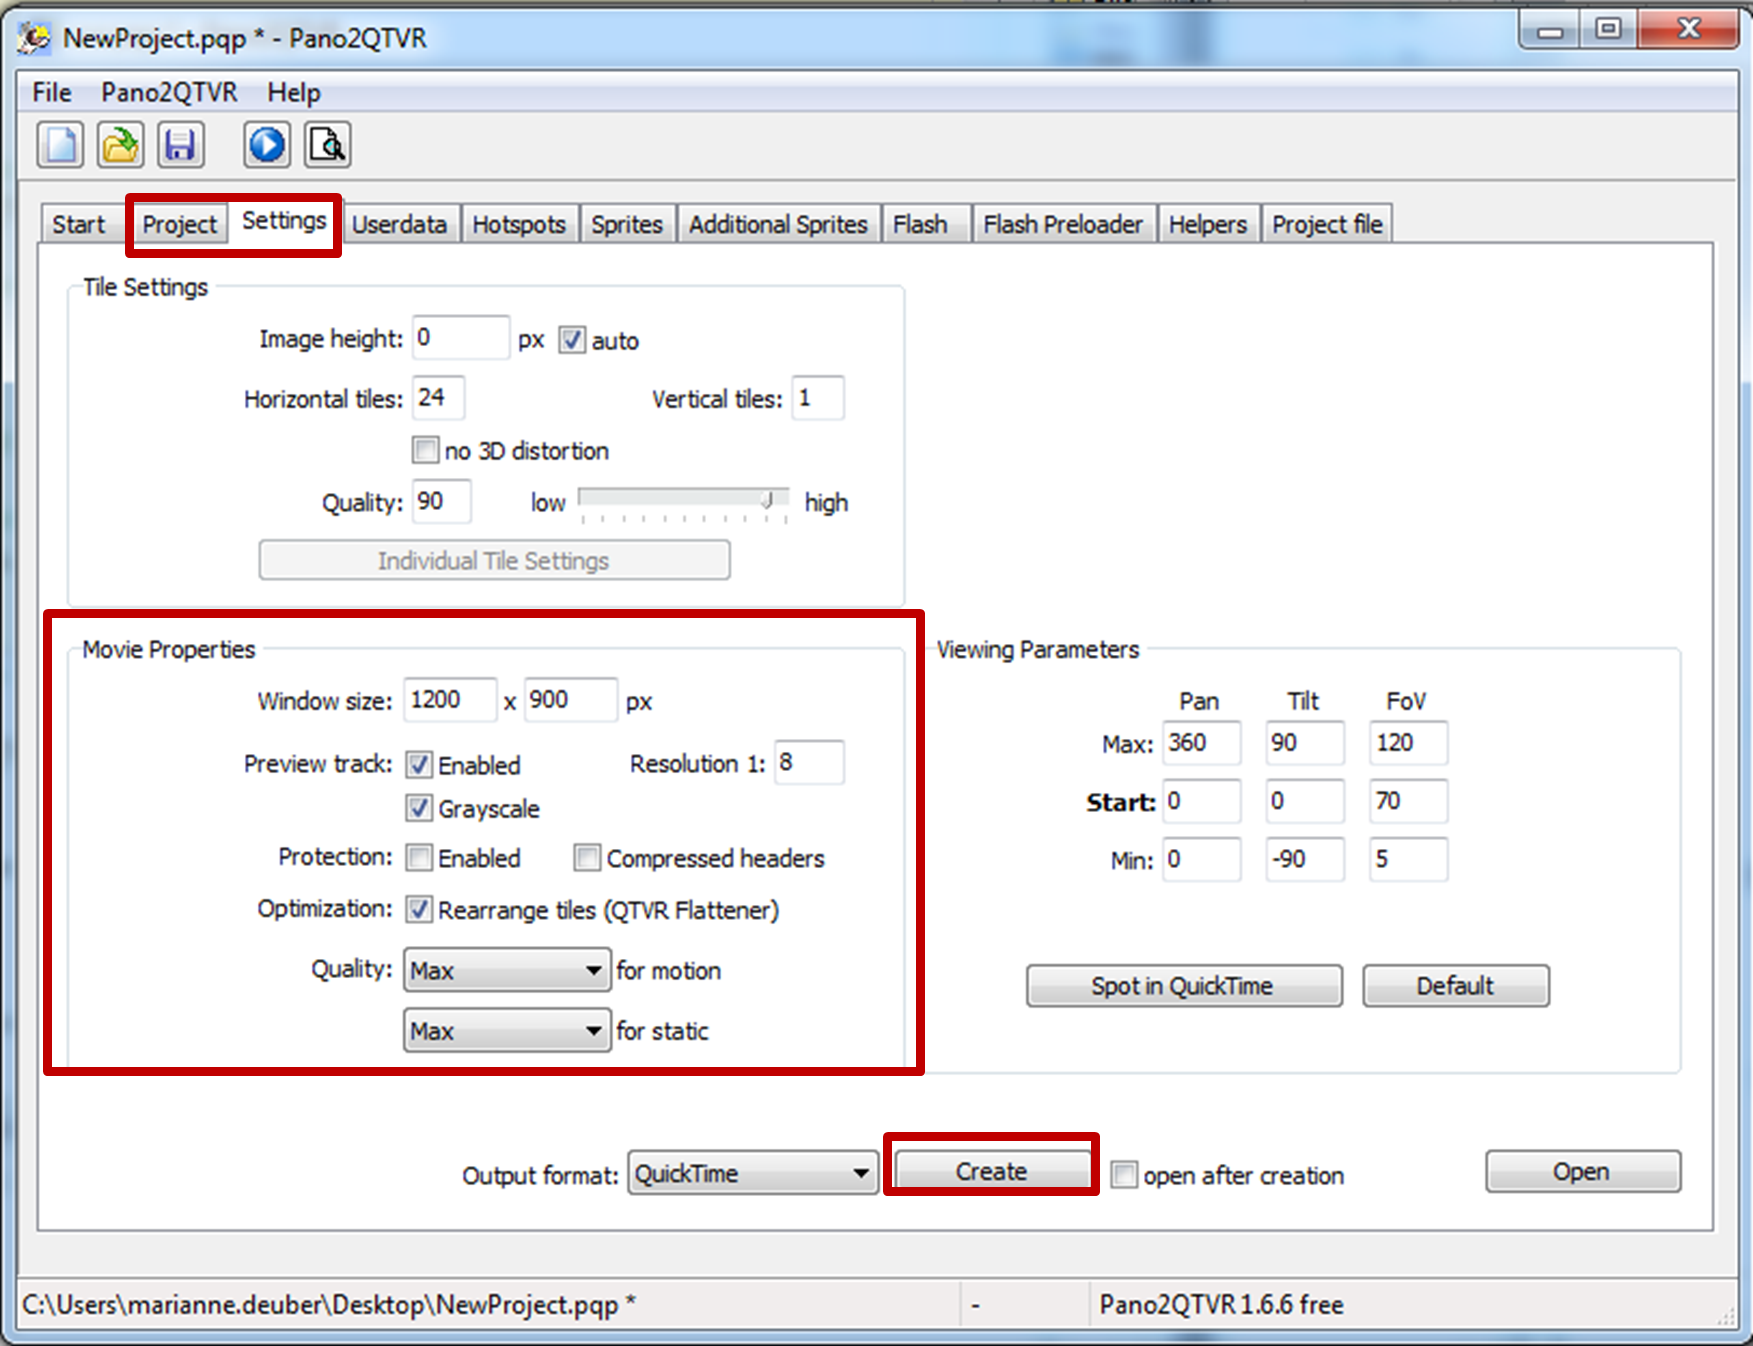 NewProject.pqp * - Pano2QTVR
File Pano2QTVR Help
Start Project Settings Userdata Hotspots Sprites Additional Sprites Flash Flash Preloader Helpers Project file
Tile Settings
Image height: 0 px auto
Horizontal tiles: 24 Vertical tiles: 1
no 3D distortion
Quality: 90 low high
Individual Tile Settings
Movie Properties
Window size: 1200 x 900 px
Preview track: Enabled Resolution 1: 8
Grayscale
Protection: Enabled Compressed headers
Optimization: Rearrange tiles (QTVR Flattener)
Quality: Max for motion
Max for static
Viewing Parameters
Pan Tilt FoV
Max: 360 90 120
Start: 0 0 70
Min: 0 -90 5
Spot in QuickTime Default
Output format: QuickTime Create open after creation Open
C:\Users\marianne.deuber\Desktop\NewProject.pqp * - Pano2QTVR 1.6.6 free